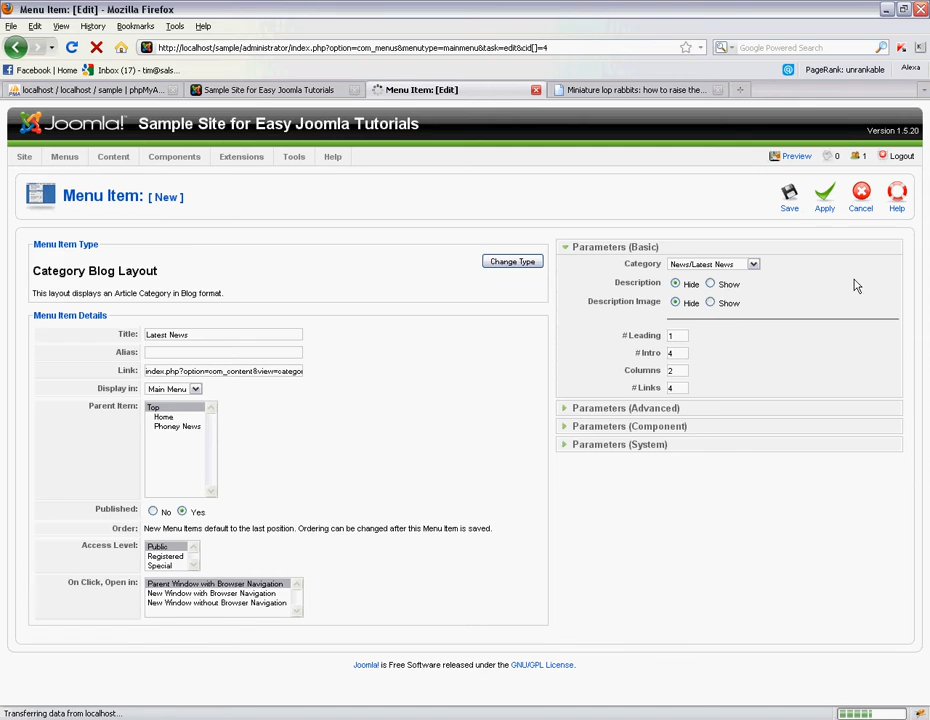 Menu Item: [Edit] - Mozilla Firefox
File Edit View History Bookmarks Tools Help
http://localhost/sample/administrator/index.php?option=com_menus&menutype=mainmenu&task=edit&cid[]=4
Google Powered Search
Facebook | Home Inbox (17) - tim@sals... PageRank: unrankable Alexa
localhost / localhost / sample | phpMyA... Sample Site for Easy Joomla Tutorials Menu Item: [Edit] Miniature lop rabbits: how to raise the...
Joomla! Sample Site for Easy Joomla Tutorials
Version 1.5.20
Site Menus Content Components Extensions Tools Help Preview 0 1 Logout
Menu Item: [ New ]
Save Apply Cancel Help
Menu Item Type
Category Blog Layout
Change Type
This layout displays an Article Category in Blog format.
Menu Item Details
Title: Latest News
Alias:
Link: index.php?option=com_content&view=catego
Display in: Main Menu
Parent Item: Top
Home
Phoney News
Published: No Yes
Order: New Menu Items default to the last position. Ordering can be changed after this Menu Item is saved.
Access Level: Public
Registered
Special
On Click, Open in: Parent Window with Browser Navigation
New Window with Browser Navigation
New Window without Browser Navigation
Parameters (Basic)
Category News/Latest News
Description Hide Show
Description Image Hide Show
# Leading 1
# Intro 4
Columns 2
# Links 4
Parameters (Advanced)
Parameters (Component)
Parameters (System)
Joomla! is Free Software released under the GNU/GPL License.
Transferring data from localhost...